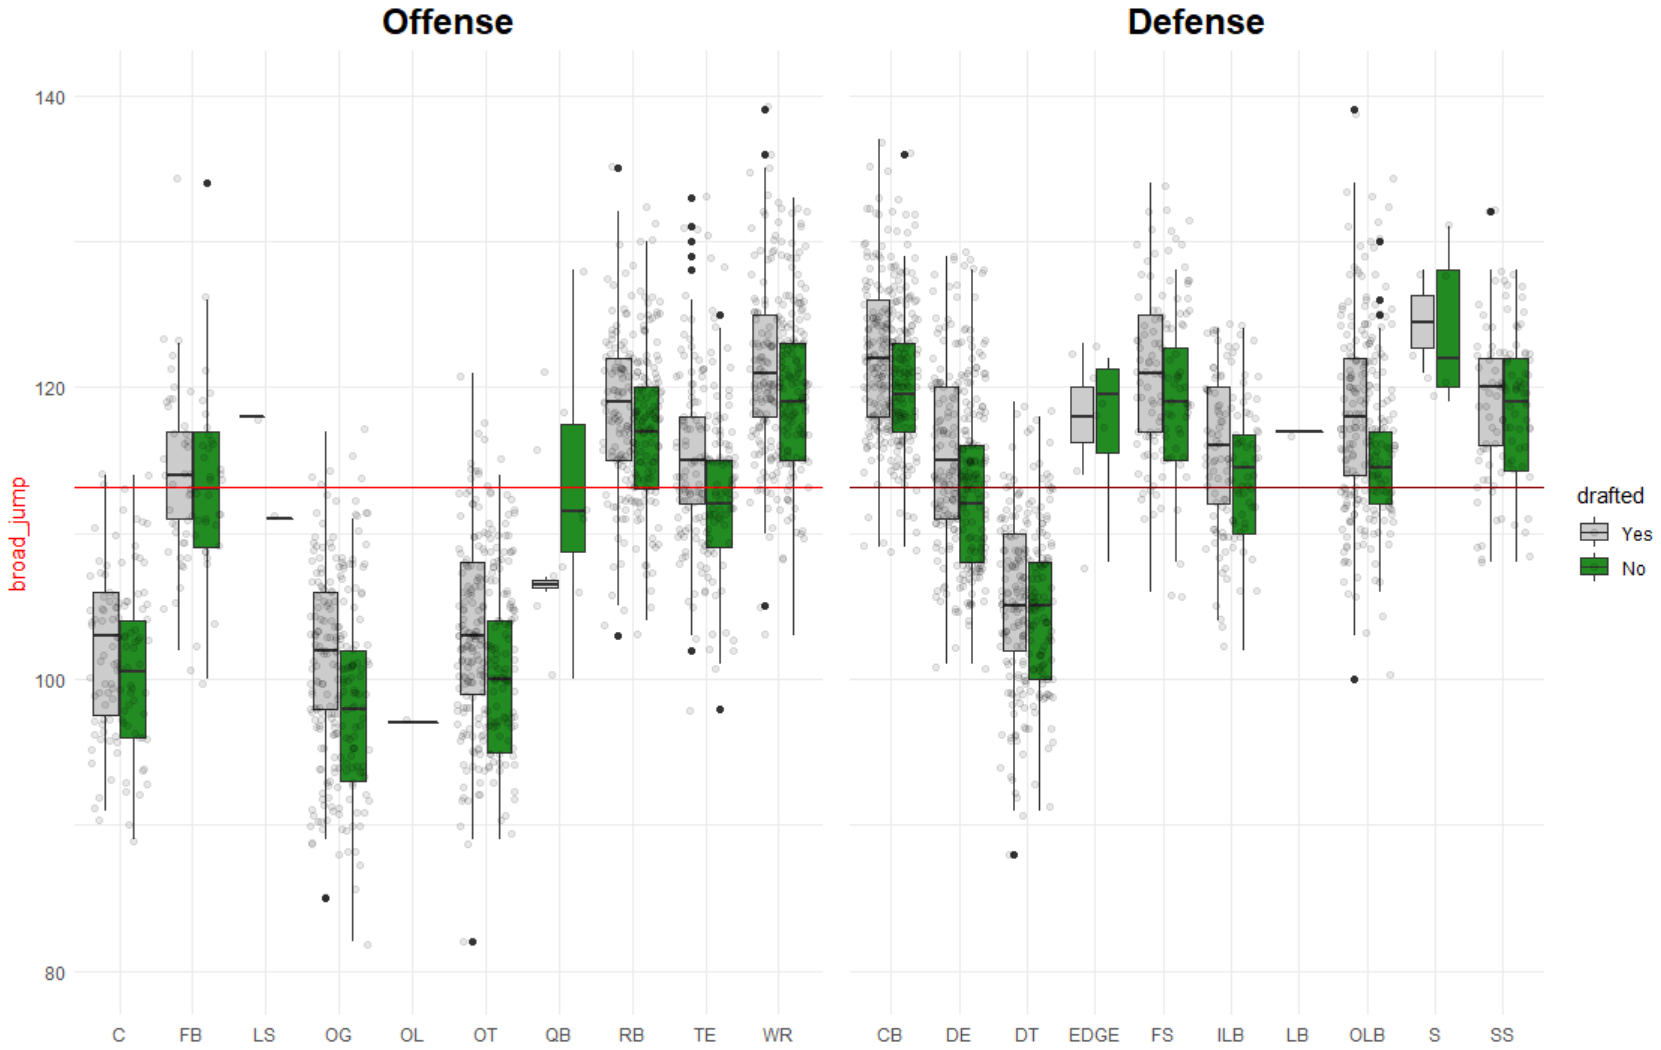 Offense Defense
140
120
100
80
broad_jump
C FB LS OG OL OT QB RB TE WR CB DE DT EDGE FS ILB LB OLB S SS
drafted
Yes
No